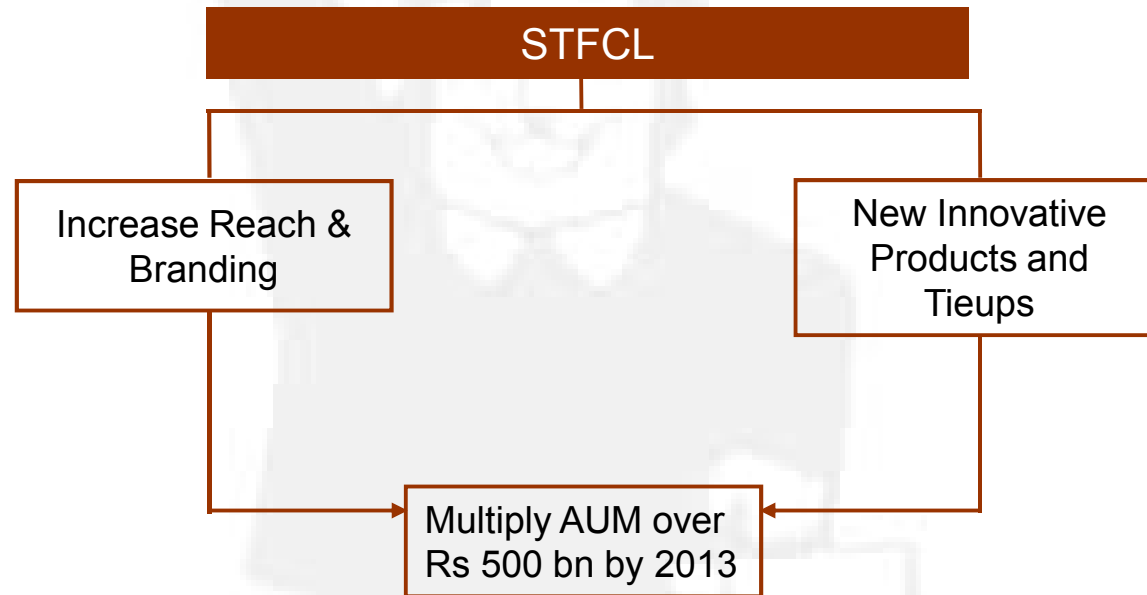 STFCL
Increase Reach &
Branding
New Innovative
Products and
Tieups
Multiply AUM over
Rs 500 bn by 2013